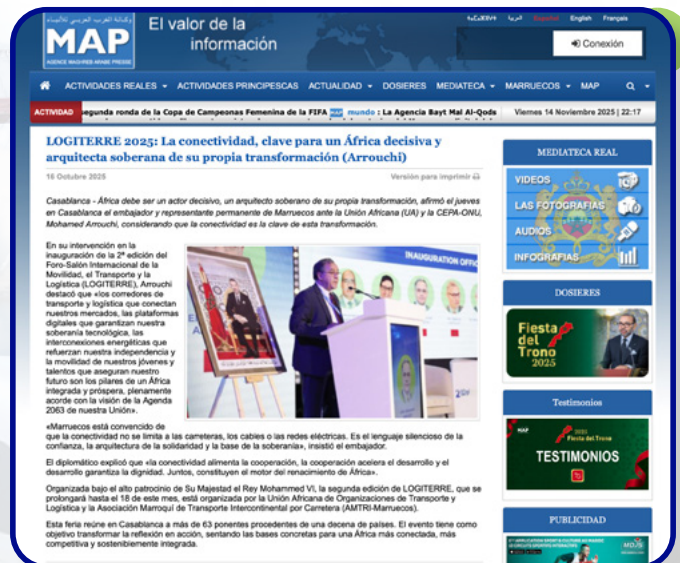 وكالة المغرب العربي للأنباء
MAP
AGENCE MAGHREB ARABE PRESSE
El valor de la
información
العربية Español English Français
Conexión
ACTIVIDADES REALES ACTIVIDADES PRINCIPESCAS ACTUALIDAD DOSIERES MEDIATECA MARRUECOS MAP
ACTIVIDAD
segunda ronda de la Copa de Campeonas Femenina de la FIFA MAP mundo : La Agencia Bayt Mal Al-Qods
Viernes 14 Noviembre 2025 | 22:17
LOGITERRE 2025: La conectividad, clave para un África decisiva y
arquitecta soberana de su propia transformación (Arrouchi)
16 Octubre 2025
Versión para imprimir
Casablanca - África debe ser un actor decisivo, un arquitecto soberano de su propia transformación, afirmó el jueves
en Casablanca el embajador y representante permanente de Marruecos ante la Unión Africana (UA) y la CEPA-ONU,
Mohamed Arrouchi, considerando que la conectividad es la clave de esta transformación.
En su intervención en la
inauguración de la 2ª edición del
Foro-Salón Internacional de la
Movilidad, el Transporte y la
Logística (LOGITERRE), Arrouchi
destacó que «los corredores de
transporte y logística que conectan
nuestros mercados, las plataformas
digitales que garantizan nuestra
soberanía tecnológica, las
interconexiones energéticas que
refuerzan nuestra independencia y
la movilidad de nuestros jóvenes y
talentos que aseguran nuestro
futuro son los pilares de un África
integrada y próspera, plenamente
acorde con la visión de la Agenda
2063 de nuestra Unión».
INAUGURATION OFFIC
«Marruecos está convencido de
que la conectividad no se limita a las carreteras, los cables o las redes eléctricas. Es el lenguaje silencioso de la
confianza, la arquitectura de la solidaridad y la base de la soberanía», insistió el embajador.
El diplomático explicó que «la conectividad alimenta la cooperación, la cooperación acelera el desarrollo y el
desarrollo garantiza la dignidad. Juntos, constituyen el motor del renacimiento de África».
Organizada bajo el alto patrocinio de Su Majestad el Rey Mohammed VI, la segunda edición de LOGITERRE, que se
prolongará hasta el 18 de este mes, está organizada por la Unión Africana de Organizaciones de Transporte y
Logística y la Asociación Marroquí de Transporte Intercontinental por Carretera (AMTRI-Marruecos).
Esta feria reúne en Casablanca a más de 63 ponentes procedentes de una decena de países. El evento tiene como
objetivo transformar la reflexión en acción, sentando las bases concretas para una África más conectada, más
competitiva y sosteniblemente integrada.
MEDIATECA REAL
VIDEOS
LAS FOTOGRAFIAS
AUDIOS
INFOGRAFIAS
DOSIERES
Fiesta
del
Trono
2025
Testimonios
MAP
2025
Fiesta del Trono
TESTIMONIOS
PUBLICIDAD
MDJS